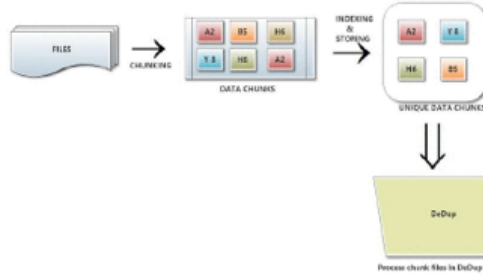 FILES
CHUNKING
A2 B5 H6
Y 8 H6 A2
DATA CHUNKS
INDEXING
&
STORING
A2 Y 8
H6 B5
UNIQUE DATA CHUNKS
DeDup
Process chunk files in DeDup